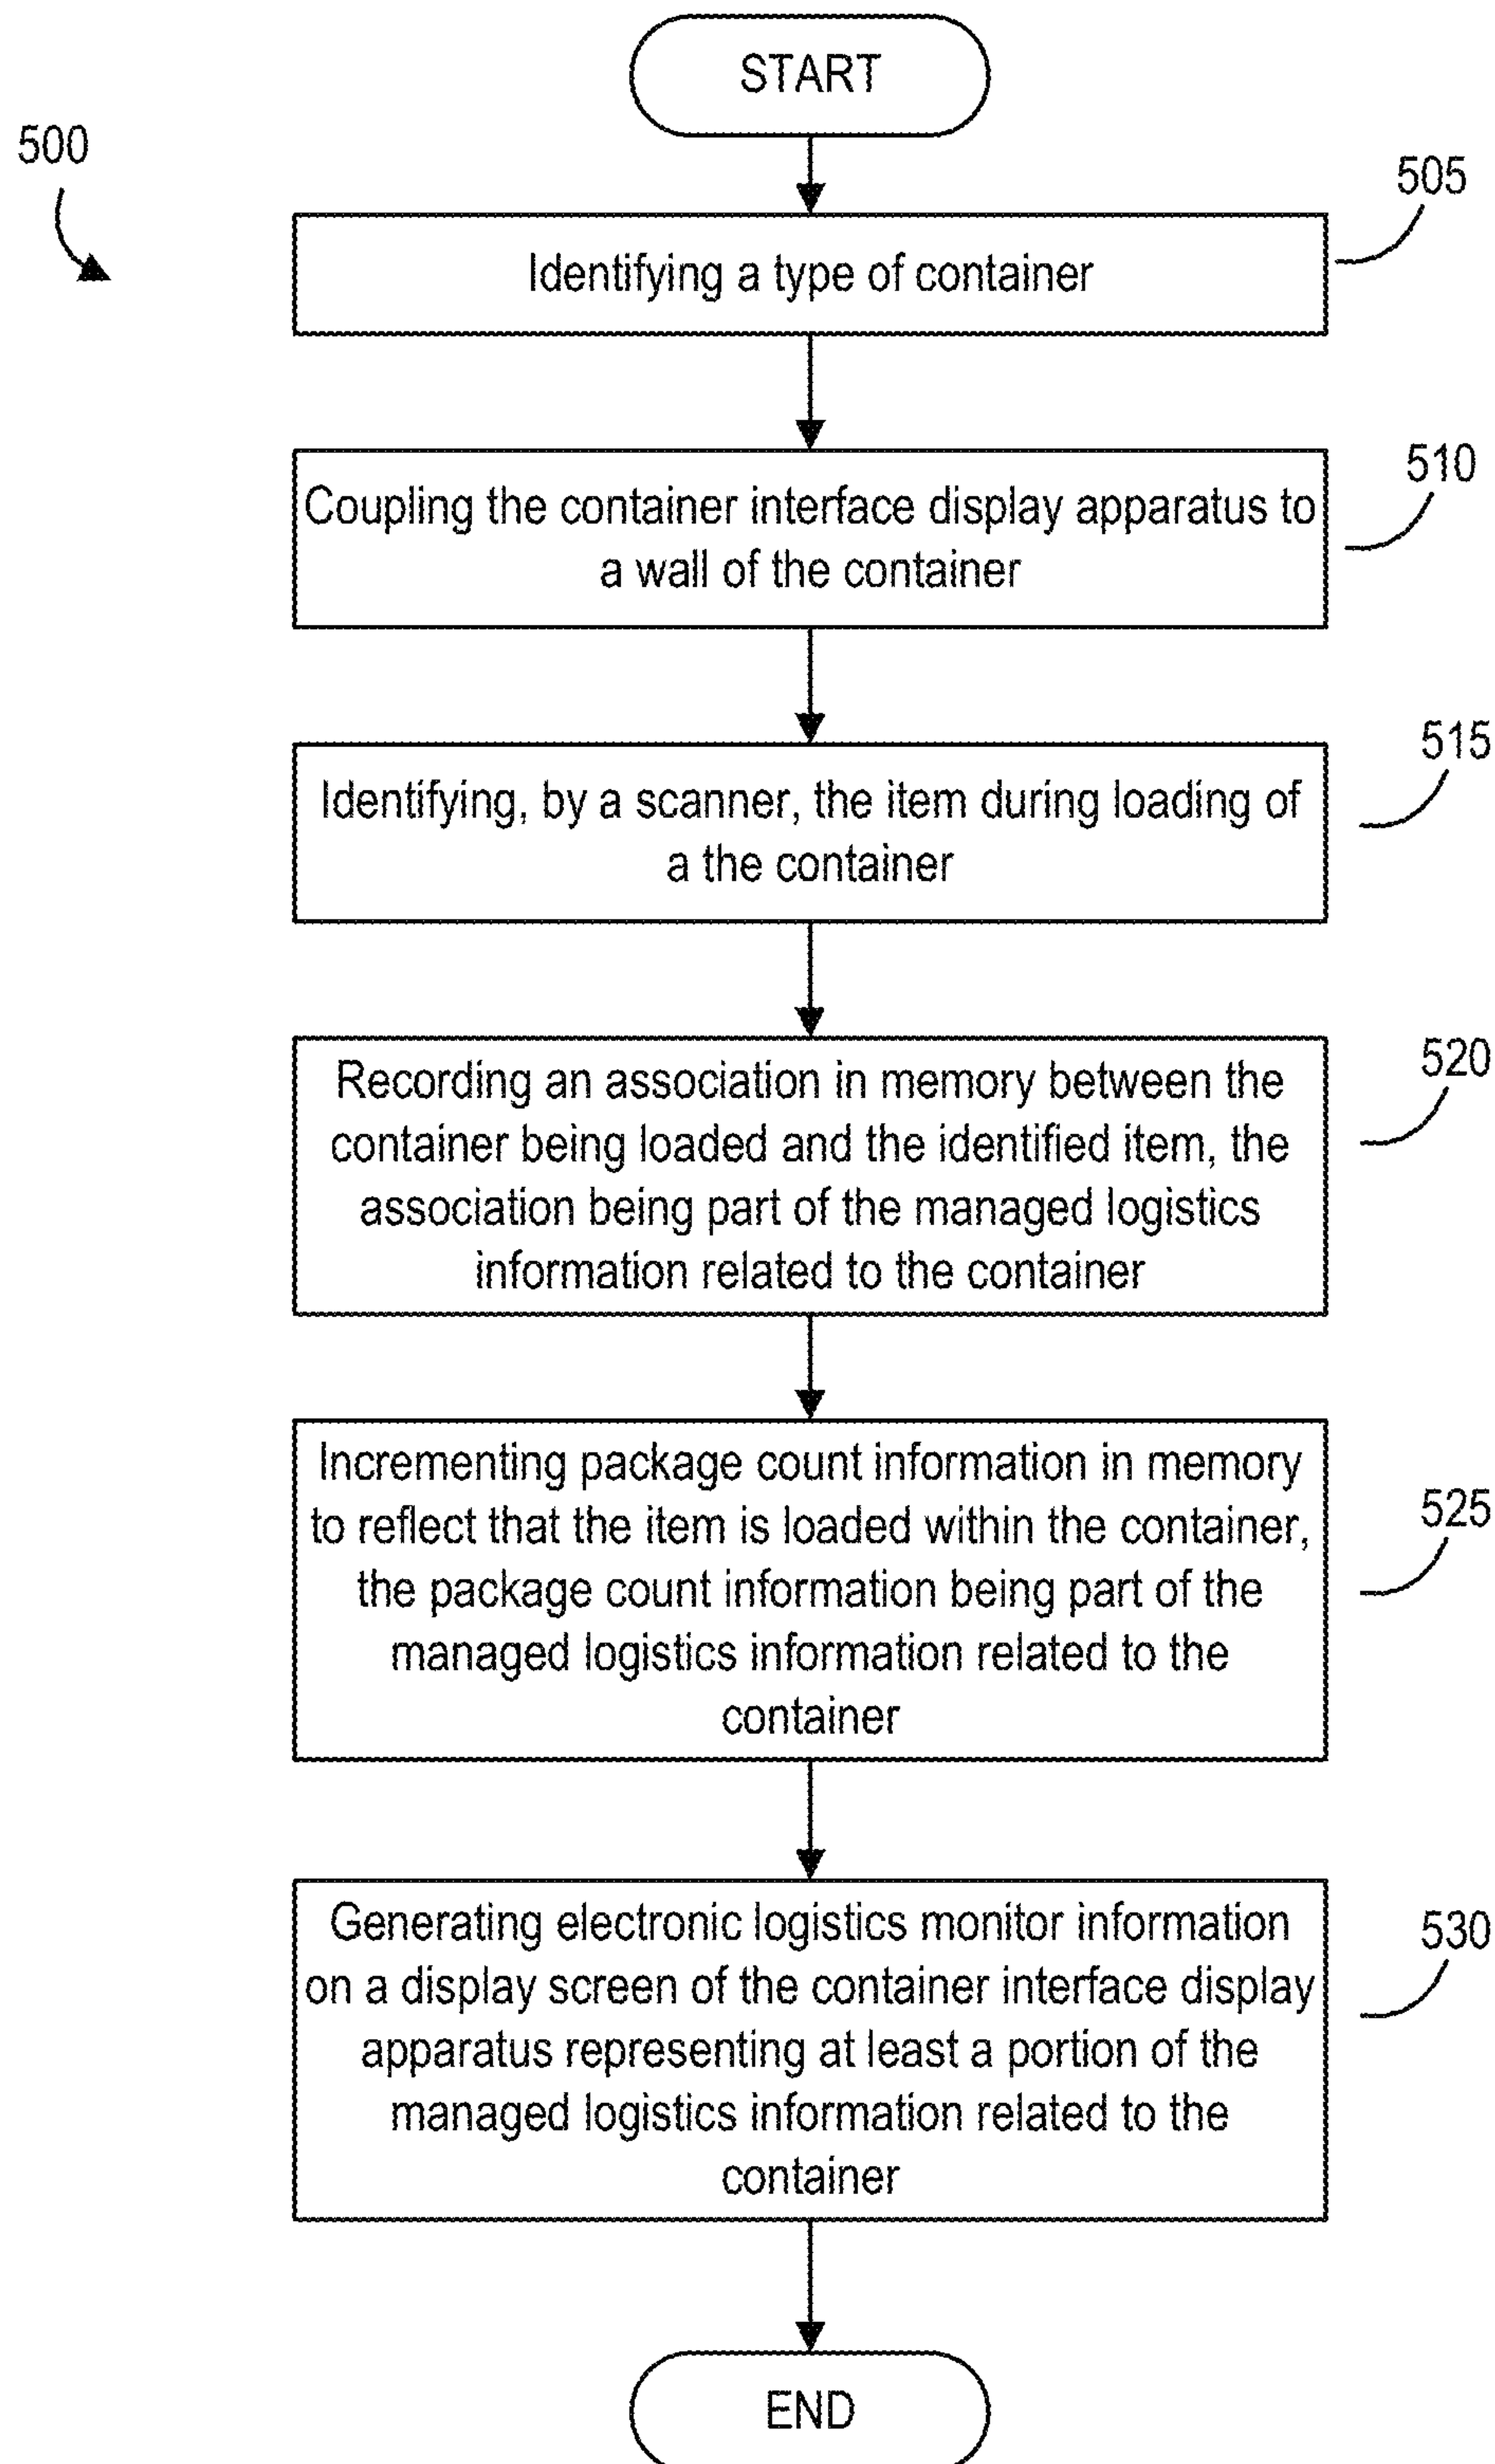 START
500
505
Identifying a type of container
510
Coupling the container interface display apparatus to
a wall of the container
515
Identifying, by a scanner, the item during loading of
a the container
520
Recording an association in memory between the
container being loaded and the identified item, the
association being part of the managed logistics
information related to the container
525
Incrementing package count information in memory
to reflect that the item is loaded within the container,
the package count information being part of the
managed logistics information related to the
container
530
Generating electronic logistics monitor information
on a display screen of the container interface display
apparatus representing at least a portion of the
managed logistics information related to the
container
END